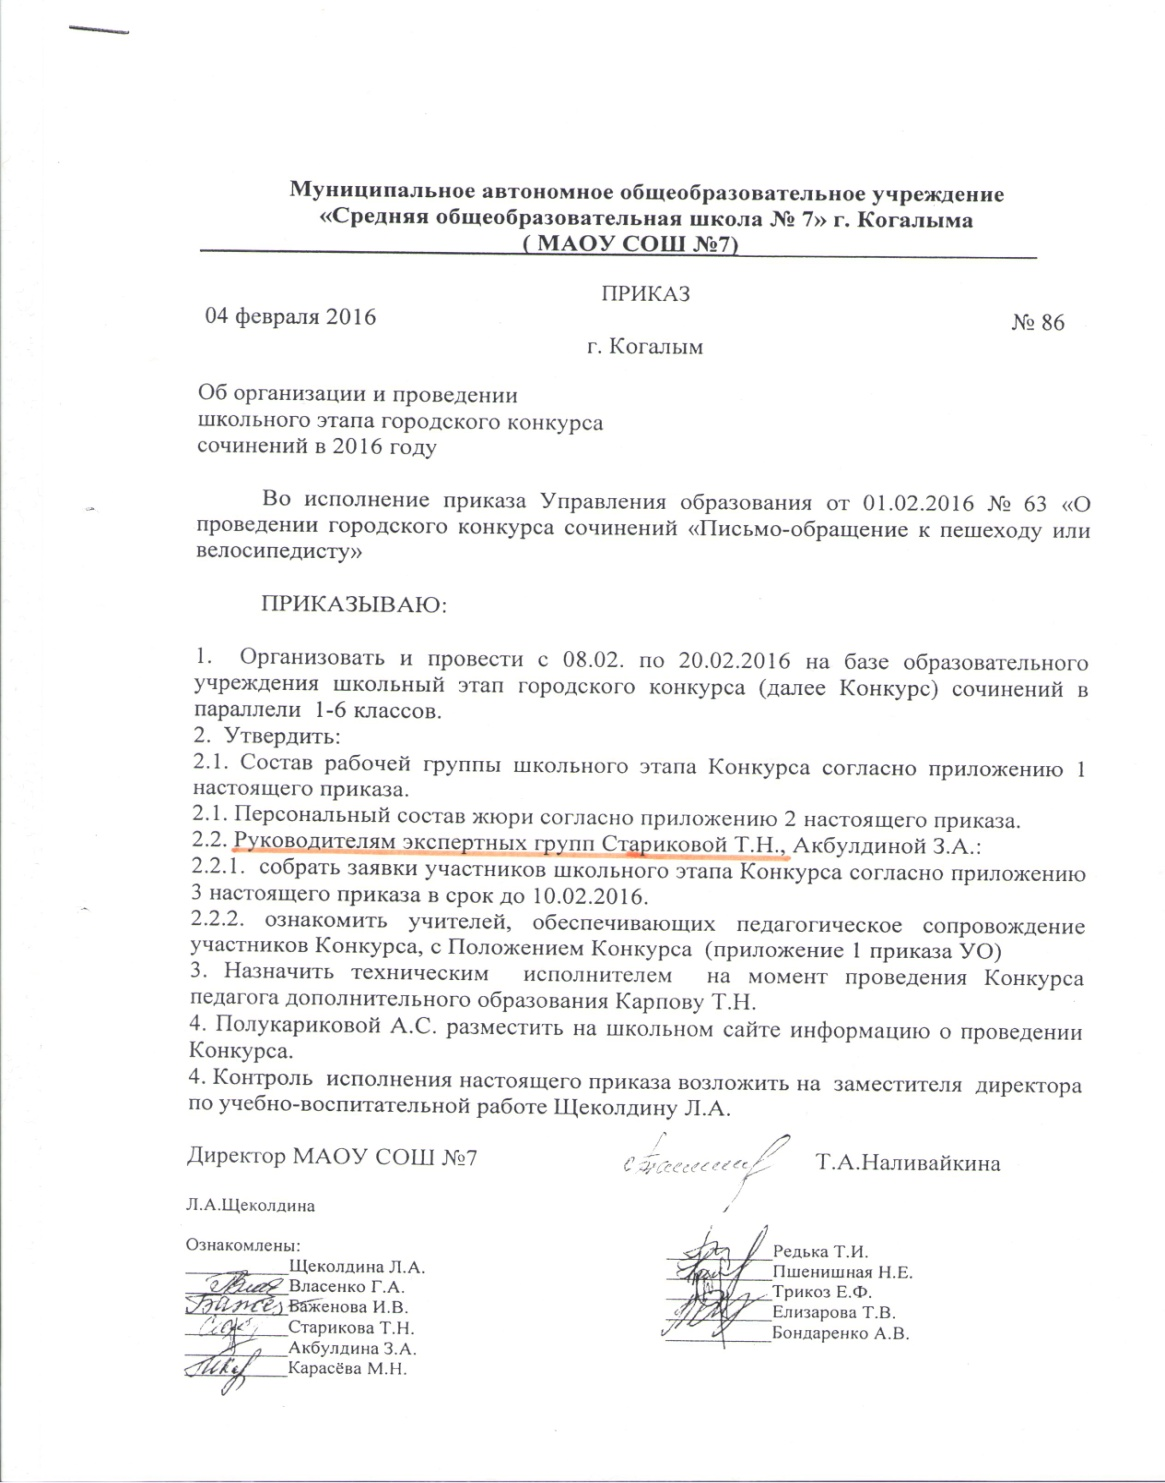 Муниципальное автономное общеобразовательное учреждение
«Средняя общеобразовательная школа № 7» г. Когалыма
( МАОУ СОШ №7)
ПРИКАЗ
04 февраля 2016
№ 86
г. Когалым
Об организации и проведении
школьного этапа городского конкурса
сочинений в 2016 году
Во исполнение приказа Управления образования от 01.02.2016 № 63 «О
проведении городского конкурса сочинений «Письмо-обращение к пешеходу или
велосипедисту»
ПРИКАЗЫВАЮ:
1. Организовать и провести с 08.02. по 20.02.2016 на базе образовательного
учреждения школьный этап городского конкурса (далее Конкурс) сочинений в
параллели 1-6 классов.
2. Утвердить:
2.1. Состав рабочей группы школьного этапа Конкурса согласно приложению 1
настоящего приказа.
2.1. Персональный состав жюри согласно приложению 2 настоящего приказа.
2.2. Руководителям экспертных групп Стариковой Т.Н., Акбулдиной З.А.:
2.2.1. собрать заявки участников школьного этапа Конкурса согласно приложению
3 настоящего приказа в срок до 10.02.2016.
2.2.2. ознакомить учителей, обеспечивающих педагогическое сопровождение
участников Конкурса, с Положением Конкурса (приложение 1 приказа УО)
3. Назначить техническим исполнителем на момент проведения Конкурса
педагога дополнительного образования Карпову Т.Н.
4. Полукариковой А.С. разместить на школьном сайте информацию о проведении
Конкурса.
4. Контроль исполнения настоящего приказа возложить на заместителя директора
по учебно-воспитательной работе Щеколдину Л.А.
Директор МАОУ СОШ №7
Т.А.Наливайкина
Л.А.Щеколдина
Ознакомлены:
Щеколдина Л.А.
Власенко Г.А.
Баженова И.В.
Старикова Т.Н.
Акбулдина З.А.
Карасёва М.Н.
Редька Т.И.
Пшенишная Н.Е.
Трикоз Е.Ф.
Елизарова Т.В.
Бондаренко А.В.